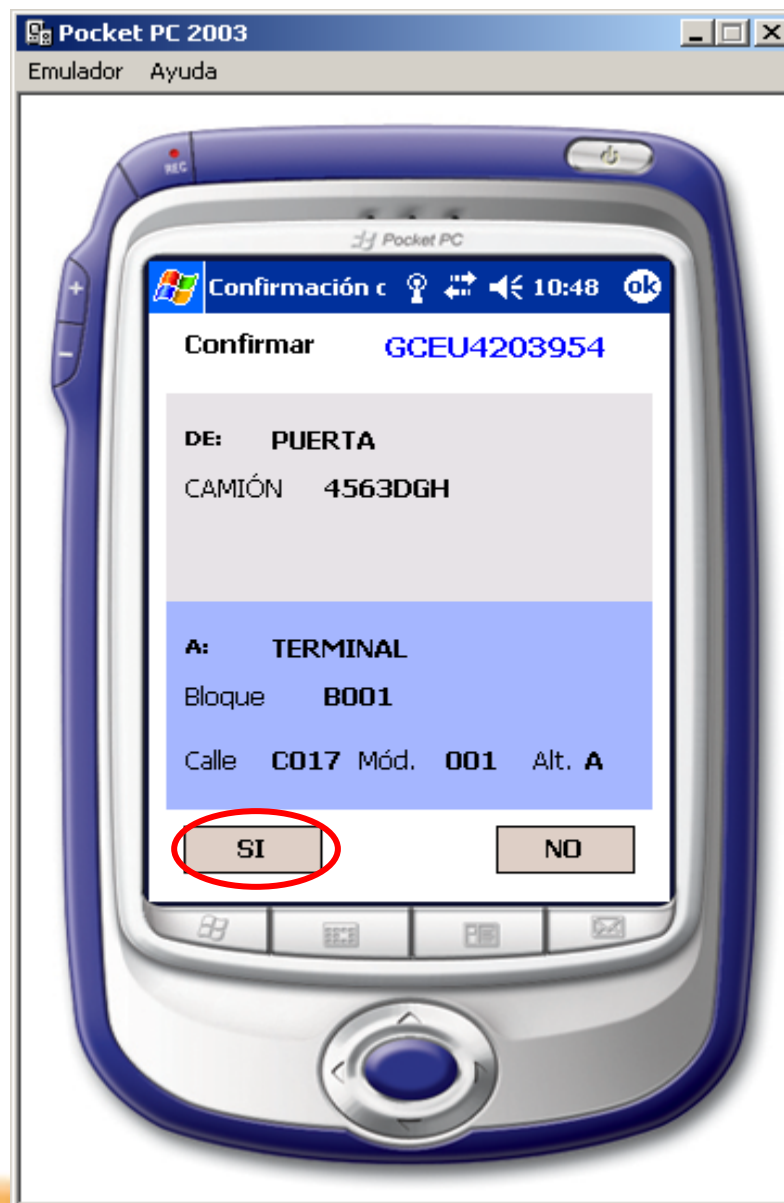 Pocket PC 2003
Emulador Ayuda
REC
Pocket PC
Confirmación c 10:48 ok
Confirmar GCEU4203954
DE: PUERTA
CAMIÓN 4563DGH
A: TERMINAL
Bloque B001
Calle C017 Mód. 001 Alt. A
SI NO